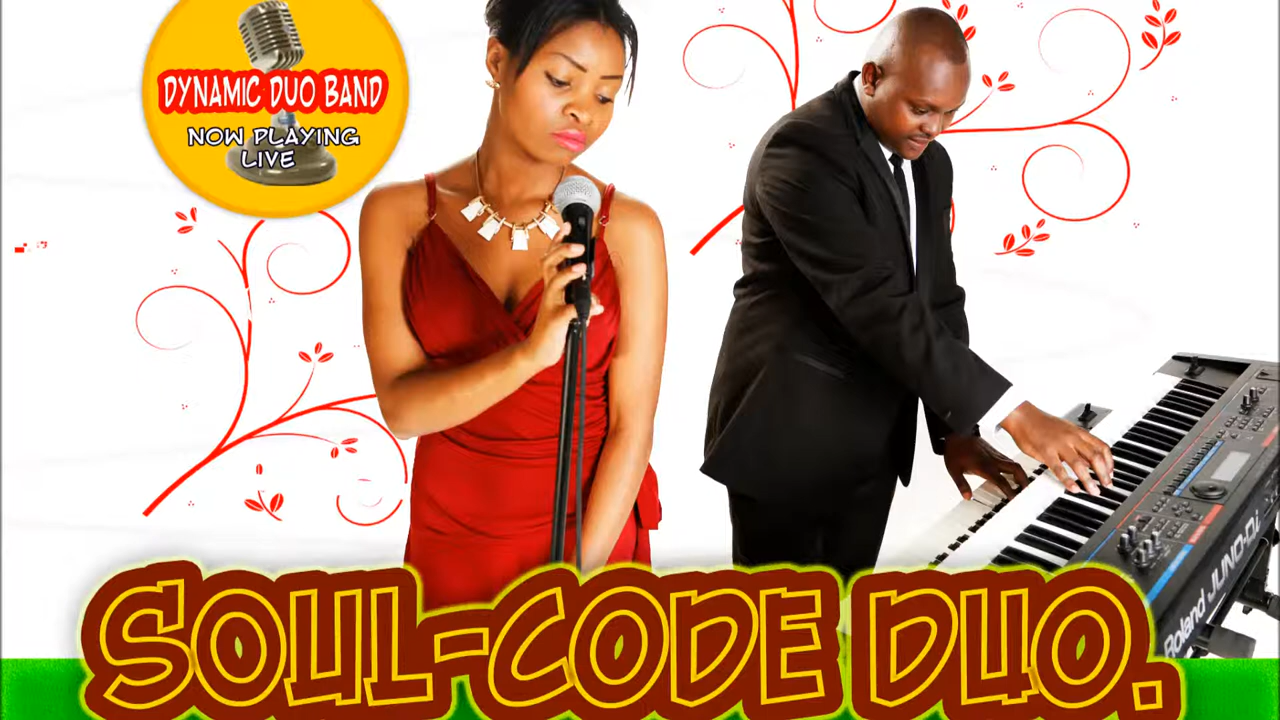 DYNAMIC DUO BAND
NOW PLAYING
LIVE
Roland JUNO-Di
SOUL-CODE DUO.